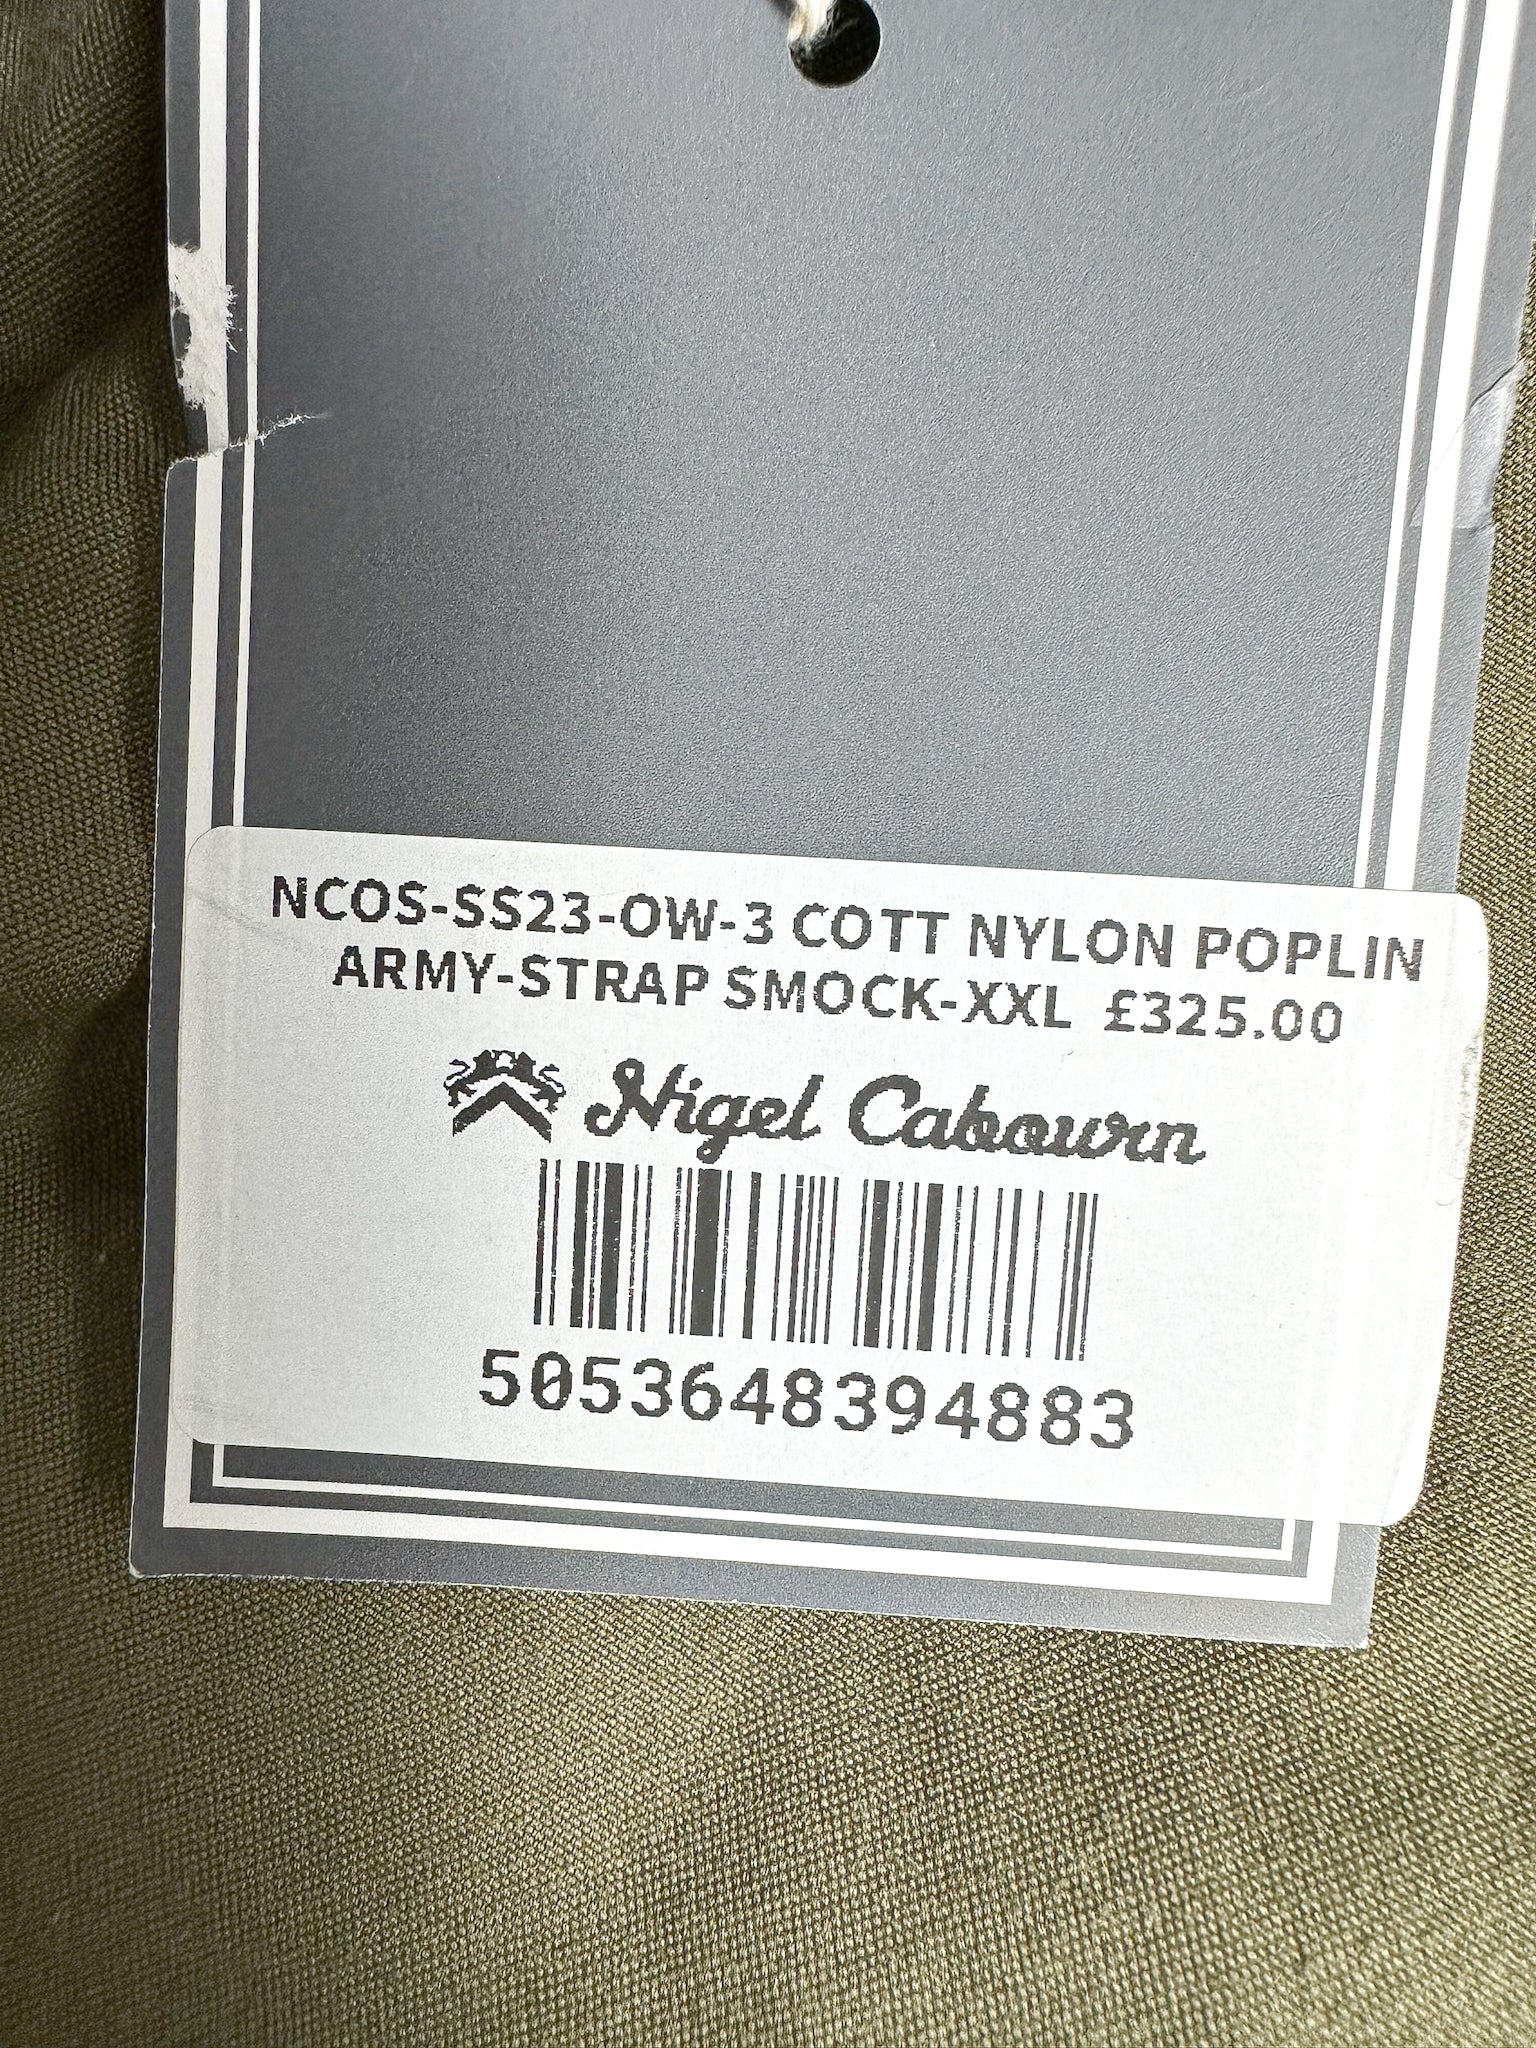 NCOS-SS23-OW-3 COTT NYLON POPLIN
ARMY-STRAP SMOCK-XXL £325.00
Nigel Cabourn
5053648394883